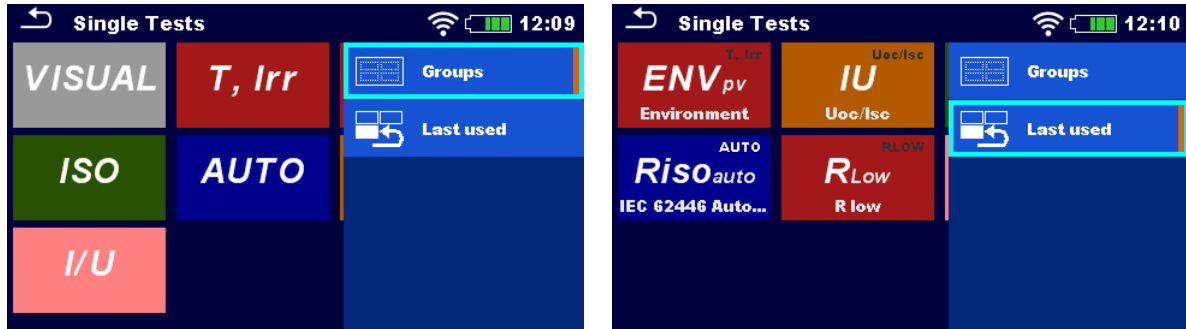 Single Tests 12:09
VISUAL T, Irr Groups
Last used
ISO AUTO
I/U
Single Tests 12:10
T, Irr Uoc/Isc
ENVpv IU Groups
Environment Uoc/Isc
Last used
AUTO RLOW
Risoauto RLow
IEC 62446 Auto... R low